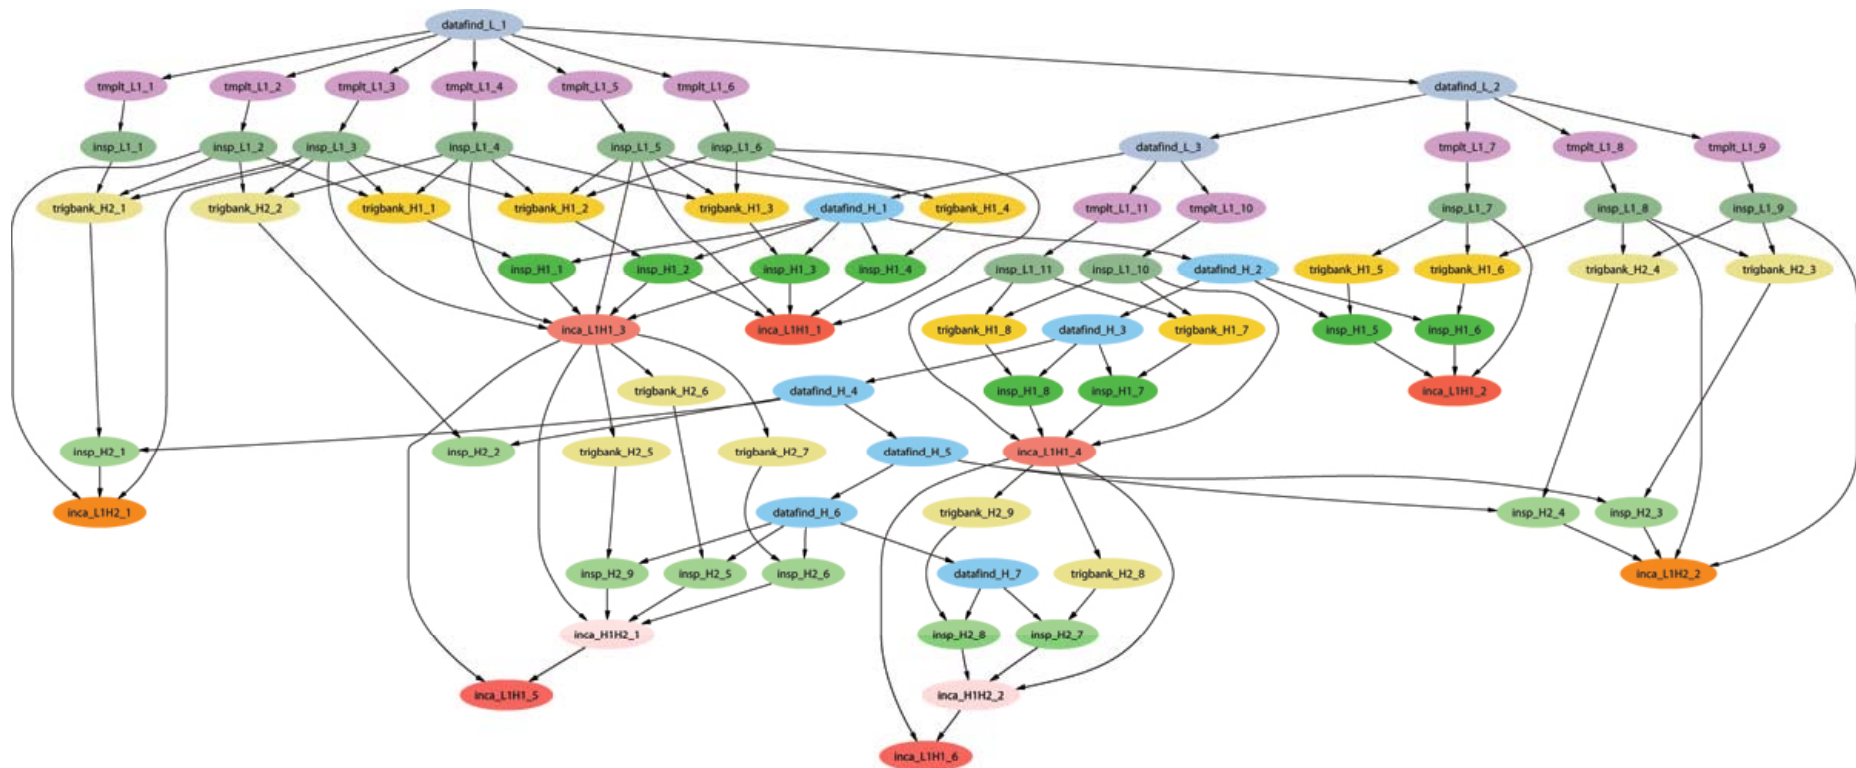 datafind_L_1
tmplt_L1_1 tmplt_L1_2 tmplt_L1_3 tmplt_L1_4 tmplt_L1_5 tmplt_L1_6 datafind_L_2
insp_L1_1 insp_L1_2 insp_L1_3 insp_L1_4 insp_L1_5 insp_L1_6 datafind_L_3 tmplt_L1_7 tmplt_L1_8 tmplt_L1_9
trigbank_H2_1 trigbank_H2_2 trigbank_H1_1 trigbank_H1_2 trigbank_H1_3 datafind_H_1 trigbank_H1_4 tmplt_L1_11 tmplt_L1_10 insp_L1_7 insp_L1_8 insp_L1_9
insp_H1_1 insp_H1_2 insp_H1_3 insp_H1_4 insp_L1_11 insp_L1_10 datafind_H_2 trigbank_H1_5 trigbank_H1_6 trigbank_H2_4 trigbank_H2_3
inca_L1H1_3 inca_L1H1_1 trigbank_H1_8 datafind_H_3 trigbank_H1_7 insp_H1_5 insp_H1_6
trigbank_H2_6 datafind_H_4 insp_H1_8 insp_H1_7 inca_L1H1_2
insp_H2_1 insp_H2_2 trigbank_H2_5 trigbank_H2_7 datafind_H_5 inca_L1H1_4
inca_L1H2_1 datafind_H_6 trigbank_H2_9 insp_H2_4 insp_H2_3
insp_H2_9 insp_H2_5 insp_H2_6 datafind_H_7 trigbank_H2_8 inca_L1H2_2
inca_H1H2_1 insp_H2_8 insp_H2_7
inca_L1H1_5 inca_H1H2_2
inca_L1H1_6